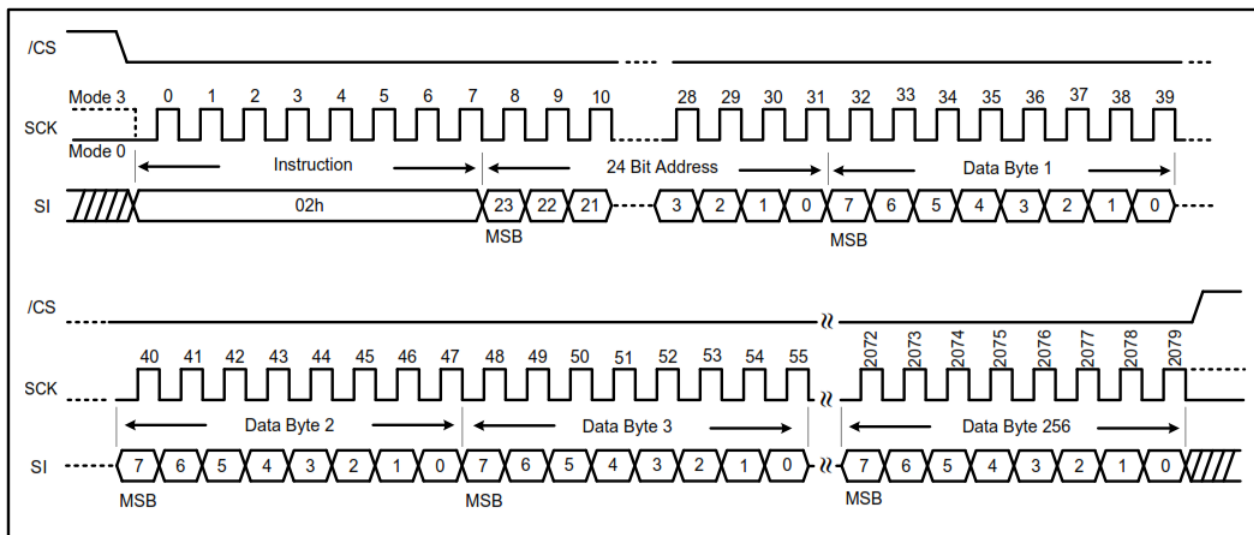 /CS
Mode 3 0 1 2 3 4 5 6 7 8 9 10 28 29 30 31 32 33 34 35 36 37 38 39
SCK
Mode 0
Instruction 24 Bit Address Data Byte 1
SI 02h 23 22 21 3 2 1 0 7 6 5 4 3 2 1 0
MSB MSB
/CS
40 41 42 43 44 45 46 47 48 49 50 51 52 53 54 55 2072 2073 2074 2075 2076 2077 2078 2079
SCK
Data Byte 2 Data Byte 3 Data Byte 256
SI 7 6 5 4 3 2 1 0 7 6 5 4 3 2 1 0 7 6 5 4 3 2 1 0
MSB MSB MSB